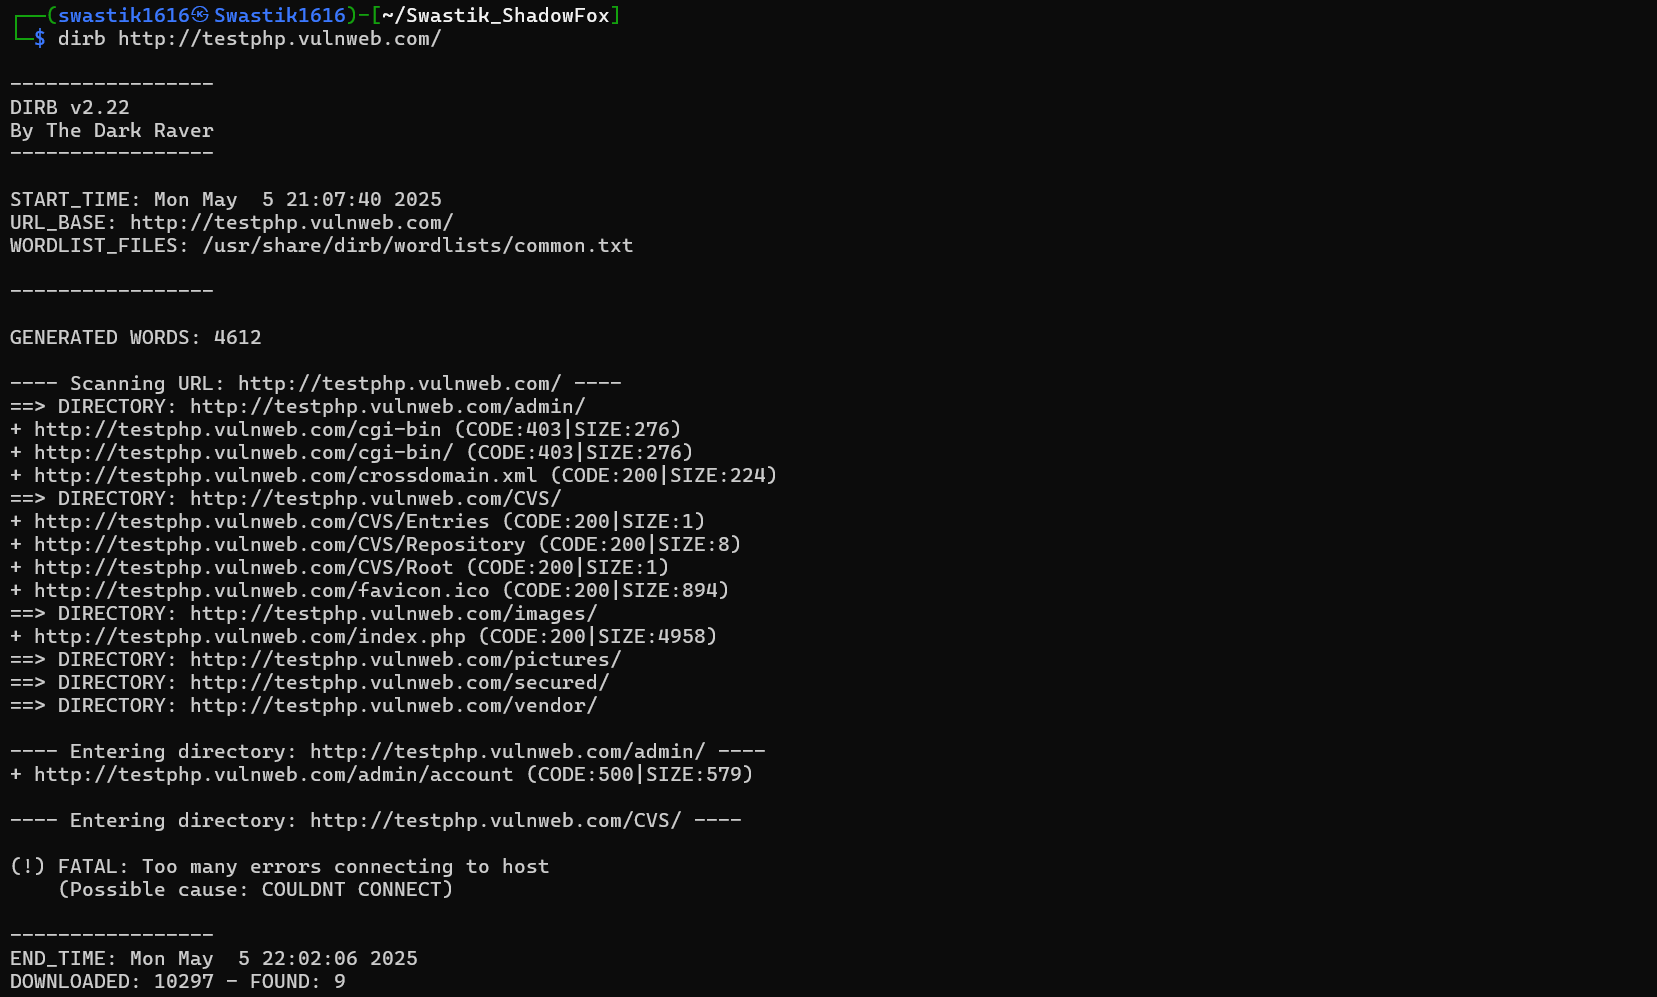 ┌──(swastik1616㉿Swastik1616)-[~/Swastik_ShadowFox]
└─$ dirb http://testphp.vulnweb.com/
-----------------
DIRB v2.22
By The Dark Raver
-----------------
START_TIME: Mon May  5 21:07:40 2025
URL_BASE: http://testphp.vulnweb.com/
WORDLIST_FILES: /usr/share/dirb/wordlists/common.txt
-----------------
GENERATED WORDS: 4612
---- Scanning URL: http://testphp.vulnweb.com/ ----
==> DIRECTORY: http://testphp.vulnweb.com/admin/
+ http://testphp.vulnweb.com/cgi-bin (CODE:403|SIZE:276)
+ http://testphp.vulnweb.com/cgi-bin/ (CODE:403|SIZE:276)
+ http://testphp.vulnweb.com/crossdomain.xml (CODE:200|SIZE:224)
==> DIRECTORY: http://testphp.vulnweb.com/CVS/
+ http://testphp.vulnweb.com/CVS/Entries (CODE:200|SIZE:1)
+ http://testphp.vulnweb.com/CVS/Repository (CODE:200|SIZE:8)
+ http://testphp.vulnweb.com/CVS/Root (CODE:200|SIZE:1)
+ http://testphp.vulnweb.com/favicon.ico (CODE:200|SIZE:894)
==> DIRECTORY: http://testphp.vulnweb.com/images/
+ http://testphp.vulnweb.com/index.php (CODE:200|SIZE:4958)
==> DIRECTORY: http://testphp.vulnweb.com/pictures/
==> DIRECTORY: http://testphp.vulnweb.com/secured/
==> DIRECTORY: http://testphp.vulnweb.com/vendor/
---- Entering directory: http://testphp.vulnweb.com/admin/ ----
+ http://testphp.vulnweb.com/admin/account (CODE:500|SIZE:579)
---- Entering directory: http://testphp.vulnweb.com/CVS/ ----
(!) FATAL: Too many errors connecting to host
    (Possible cause: COULDNT CONNECT)
-----------------
END_TIME: Mon May  5 22:02:06 2025
DOWNLOADED: 10297 - FOUND: 9